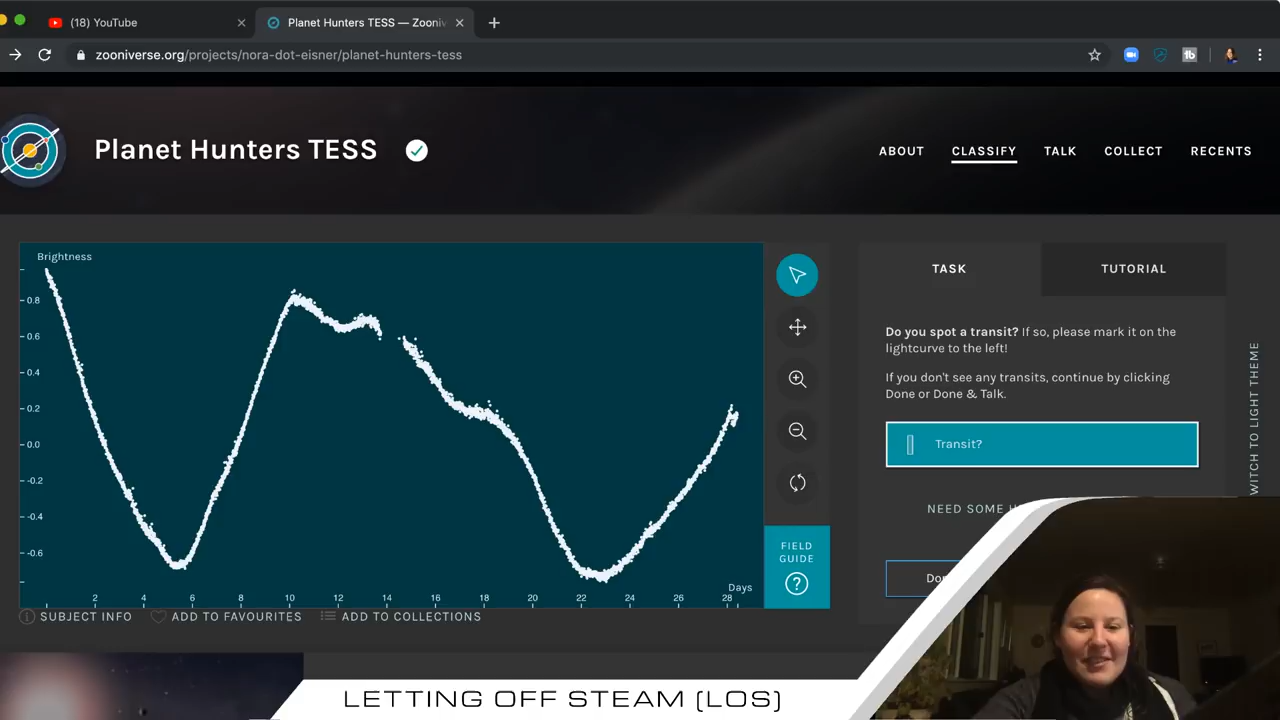 (18) YouTube
Planet Hunters TESS — Zooniv
zooniverse.org/projects/nora-dot-eisner/planet-hunters-tess
tb
Planet Hunters TESS
ABOUT
CLASSIFY
TALK
COLLECT
RECENTS
Brightness
0.8
0.6
0.4
0.2
0.0
-0.2
-0.4
-0.6
2
4
6
8
10
12
14
16
18
20
22
24
26
28
Days
FIELD
GUIDE
?
TASK
TUTORIAL
Do you spot a transit? If so, please mark it on the
lightcurve to the left!
If you don't see any transits, continue by clicking
Done or Done & Talk.
Transit?
NEED SOME
SWITCH TO LIGHT THEME
SUBJECT INFO
ADD TO FAVOURITES
ADD TO COLLECTIONS
LETTING OFF STEAM (LOS)